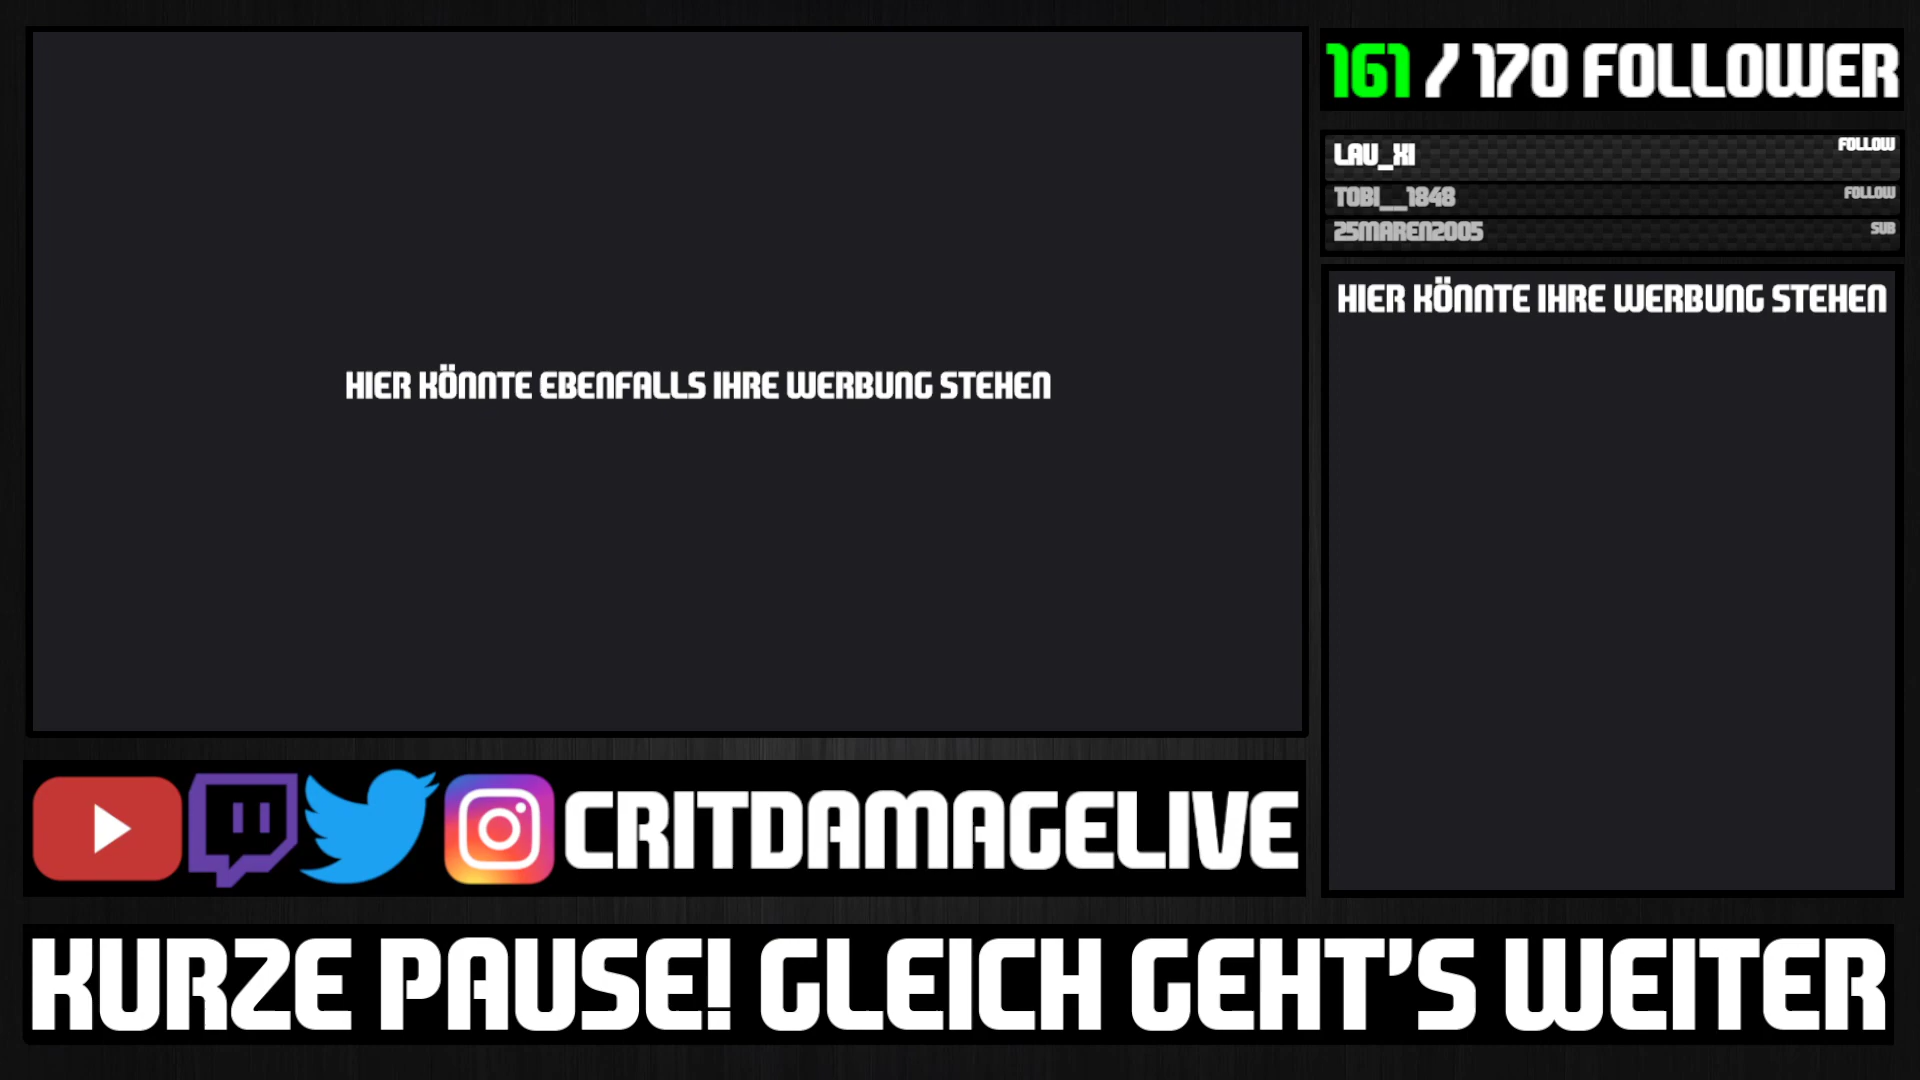 161 / 170 FOLLOWER
LAU_XI FOLLOW
TOBI__1848 FOLLOW
25MAREN2005 SUB
HIER KÖNNTE IHRE WERBUNG STEHEN
HIER KÖNNTE EBENFALLS IHRE WERBUNG STEHEN
CRITDAMAGELIVE
KURZE PAUSE! GLEICH GEHT'S WEITER